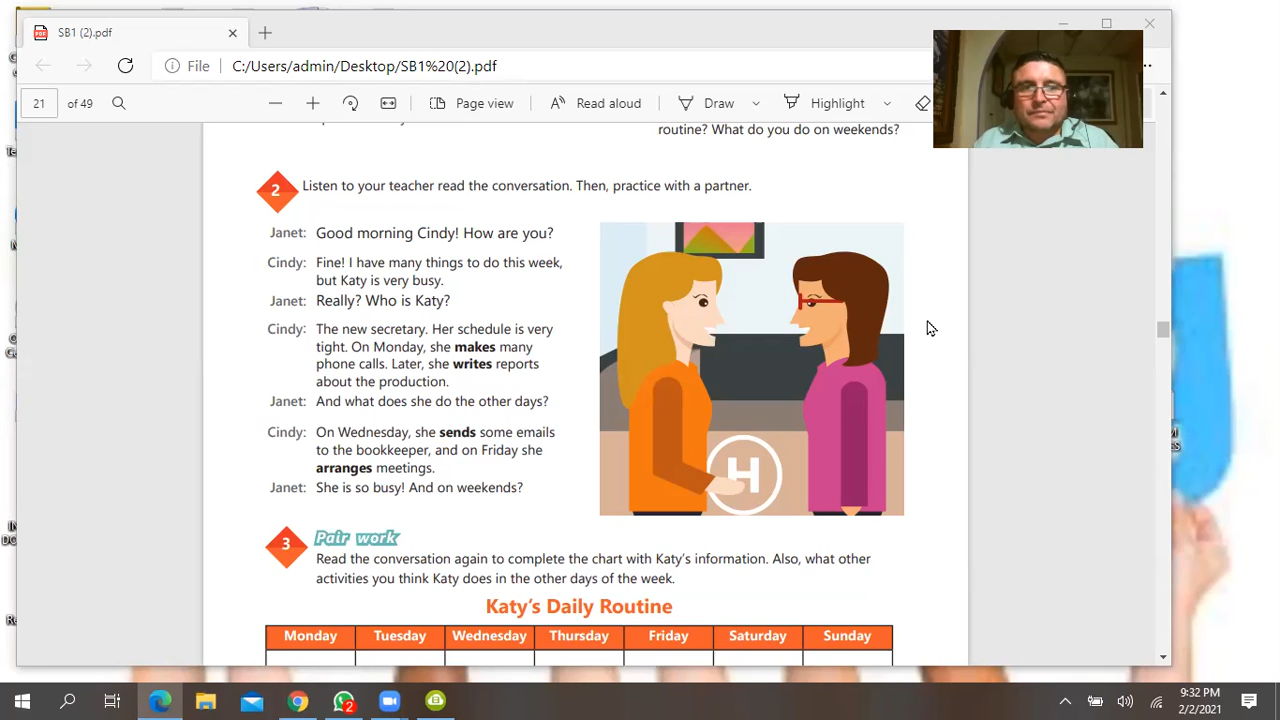 SB1 (2).pdf
File
C:/Users/admin/Desktop/SB1%20(2).pdf
21 of 49
Page view
Read aloud
Draw
Highlight
routine? What do you do on weekends?
2 Listen to your teacher read the conversation. Then, practice with a partner.
Janet: Good morning Cindy! How are you?
Cindy: Fine! I have many things to do this week,
but Katy is very busy.
Janet: Really? Who is Katy?
Cindy: The new secretary. Her schedule is very
tight. On Monday, she makes many
phone calls. Later, she writes reports
about the production.
Janet: And what does she do the other days?
Cindy: On Wednesday, she sends some emails
to the bookkeeper, and on Friday she
arranges meetings.
Janet: She is so busy! And on weekends?
H
3 Pair work
Read the conversation again to complete the chart with Katy's information. Also, what other
activities you think Katy does in the other days of the week.
Katy's Daily Routine
Monday Tuesday Wednesday Thursday Friday Saturday Sunday
2
9:32 PM
2/2/2021